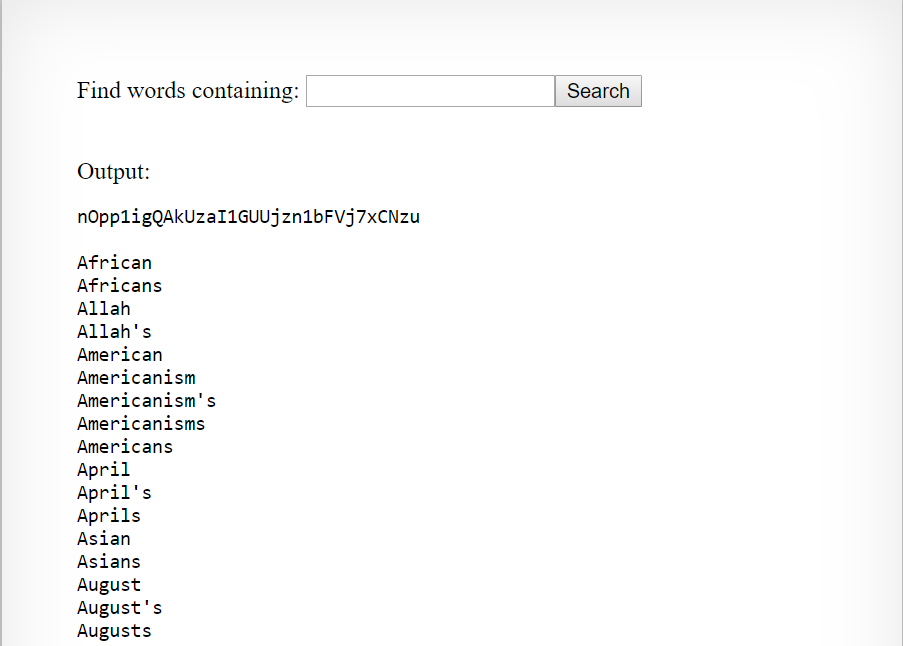 Find words containing: Search
Output:
nOpp1igQAkUzaI1GUUjzn1bFVj7xCNzu
African
Africans
Allah
Allah's
American
Americanism
Americanism's
Americanisms
Americans
April
April's
Aprils
Asian
Asians
August
August's
Augusts